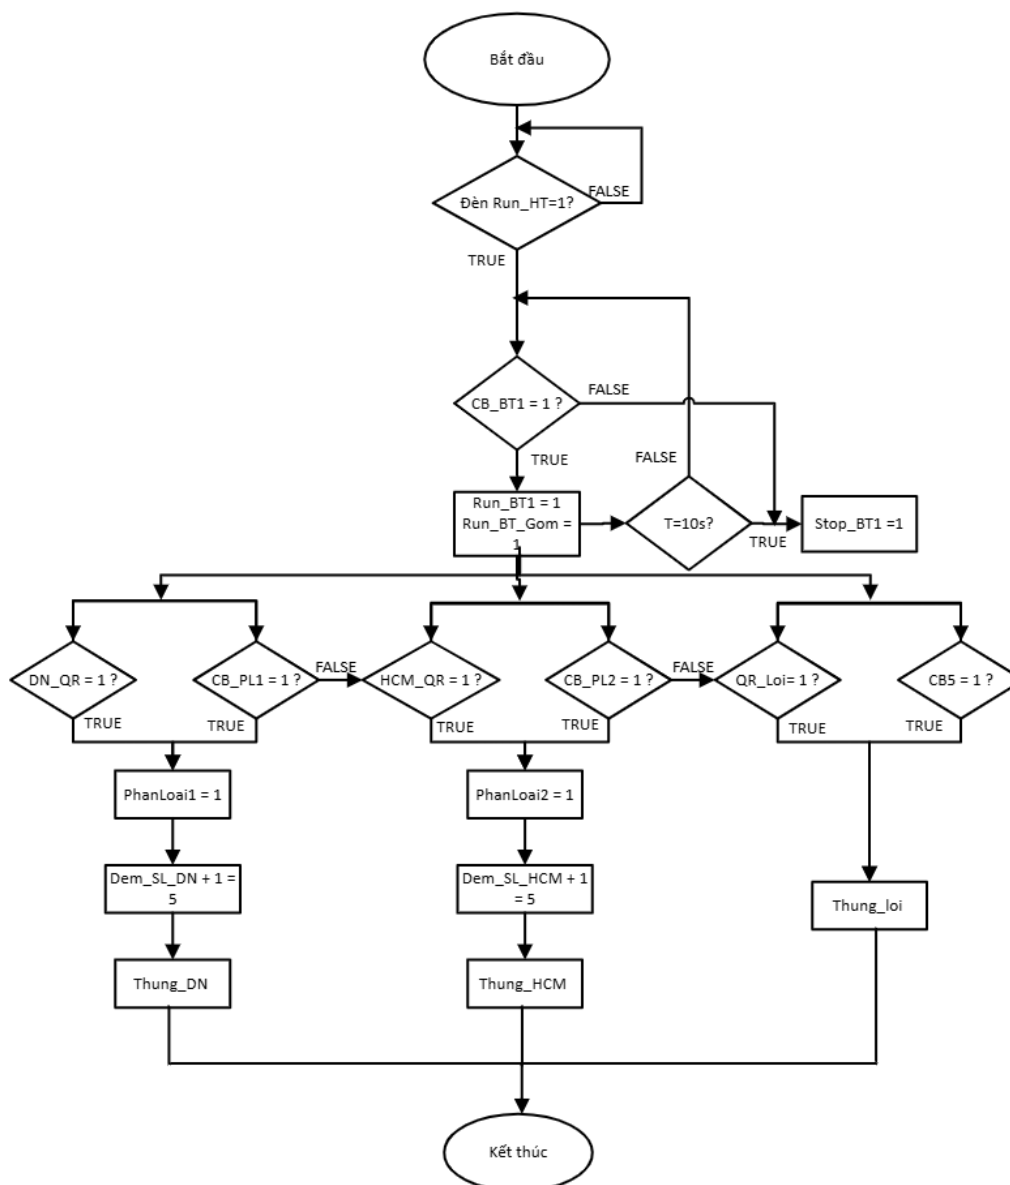 Bắt đầu
FALSE
Đèn Run_HT=1?
TRUE
FALSE
CB_BT1 = 1 ?
TRUE
FALSE
Run_BT1 = 1
Run_BT_Gom =
1
T=10s?
Stop_BT1 =1
TRUE
FALSE
FALSE
DN_QR = 1 ?
CB_PL1 = 1 ?
HCM_QR = 1 ?
CB_PL2 = 1 ?
QR_Loi= 1 ?
CB5 = 1 ?
TRUE
TRUE
TRUE
TRUE
TRUE
TRUE
PhanLoai1 = 1
PhanLoai2 = 1
Dem_SL_DN + 1 =
5
Dem_SL_HCM + 1
= 5
Thung_loi
Thung_DN
Thung_HCM
Kết thúc